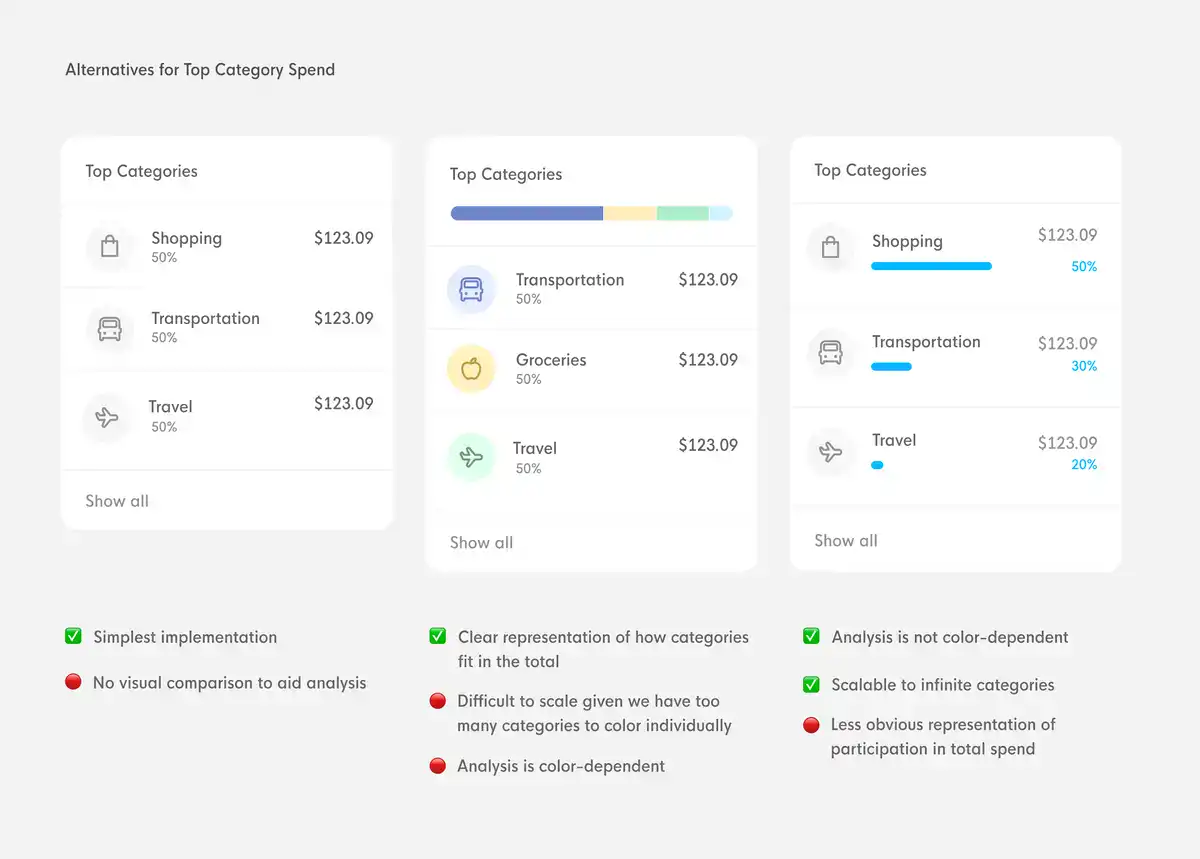 Alternatives for Top Category Spend
Top Categories
Shopping
$123.09
50%
Transportation
$123.09
50%
Travel
$123.09
50%
Show all
Simplest implementation
No visual comparison to aid analysis
Top Categories
Transportation
$123.09
50%
Groceries
$123.09
50%
Travel
$123.09
50%
Show all
Clear representation of how categories
fit in the total
Difficult to scale given we have too
many categories to color individually
Analysis is color-dependent
Top Categories
Shopping
$123.09
50%
Transportation
$123.09
30%
Travel
$123.09
20%
Show all
Analysis is not color-dependent
Scalable to infinite categories
Less obvious representation of
participation in total spend